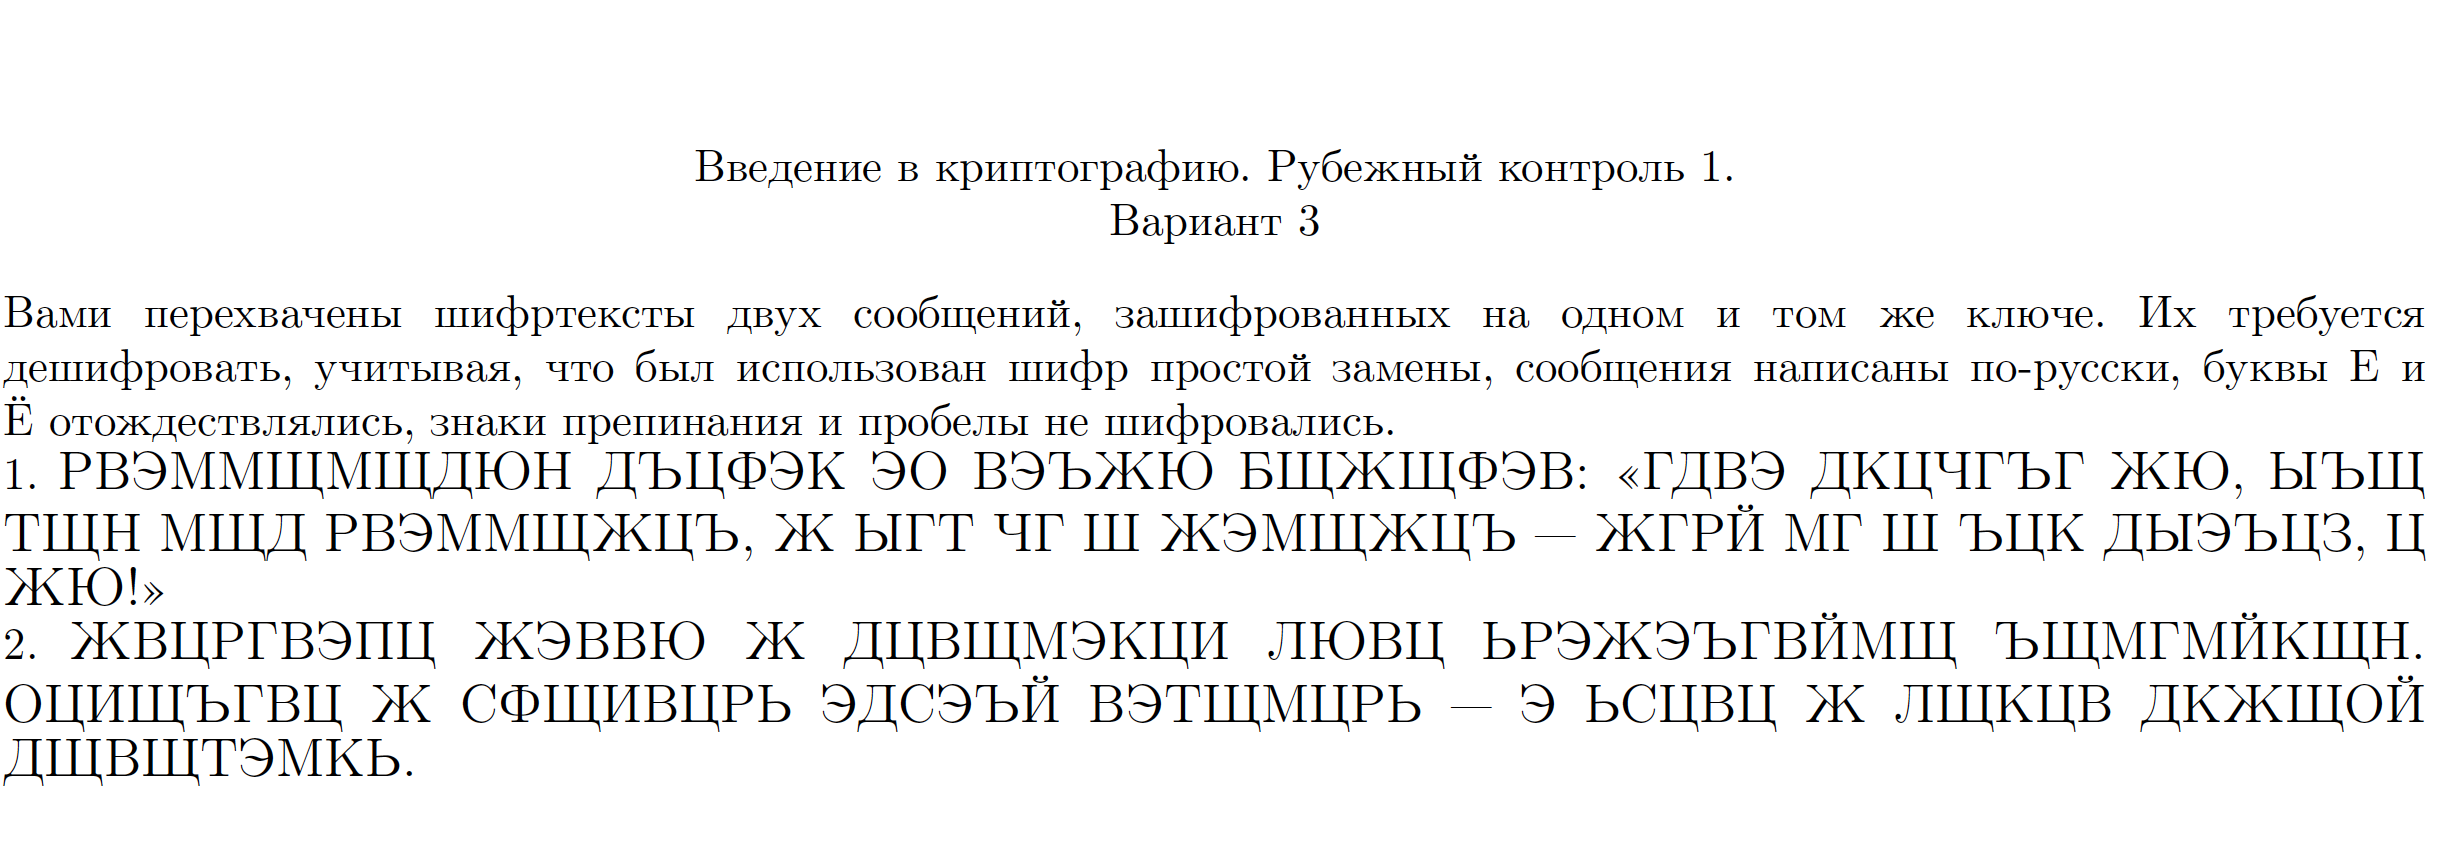 Введение в криптографию. Рубежный контроль 1.
Вариант 3
Вами перехвачены шифртексты двух сообщений, зашифрованных на одном и том же ключе. Их требуется
дешифровать, учитывая, что был использован шифр простой замены, сообщения написаны по-русски, буквы Е и
Ё отождествлялись, знаки препинания и пробелы не шифровались.
1. РВЭММЩМЩДЮН ДЪЦФЭК ЭО ВЭЪЖЮ БЩЖЩФЭВ: «ГДВЭ ДКЦЧГЪГ ЖЮ, ЫЪЩ
ТЩН МЩД РВЭММЩЖЦЪ, Ж ЫГТ ЧГ Ш ЖЭМЩЖЦЪ — ЖГРЙ МГ Ш ЪЦК ДЫЭЪЦЗ, Ц
ЖЮ!»
2. ЖВЦРГВЭПЦ ЖЭВВЮ Ж ДЦВЩМЭКЦИ ЛЮВЦ ЬРЭЖЭЪГВЙМЩ ЪЩМГМЙКЩН.
ОЦИЩЪГВЦ Ж СФЩИВЦРЬ ЭДСЭЪЙ ВЭТЩМЦРЬ — Э ЬСЦВЦ Ж ЛЩКЦВ ДКЖЩОЙ
ДЩВЩТЭМКЬ.